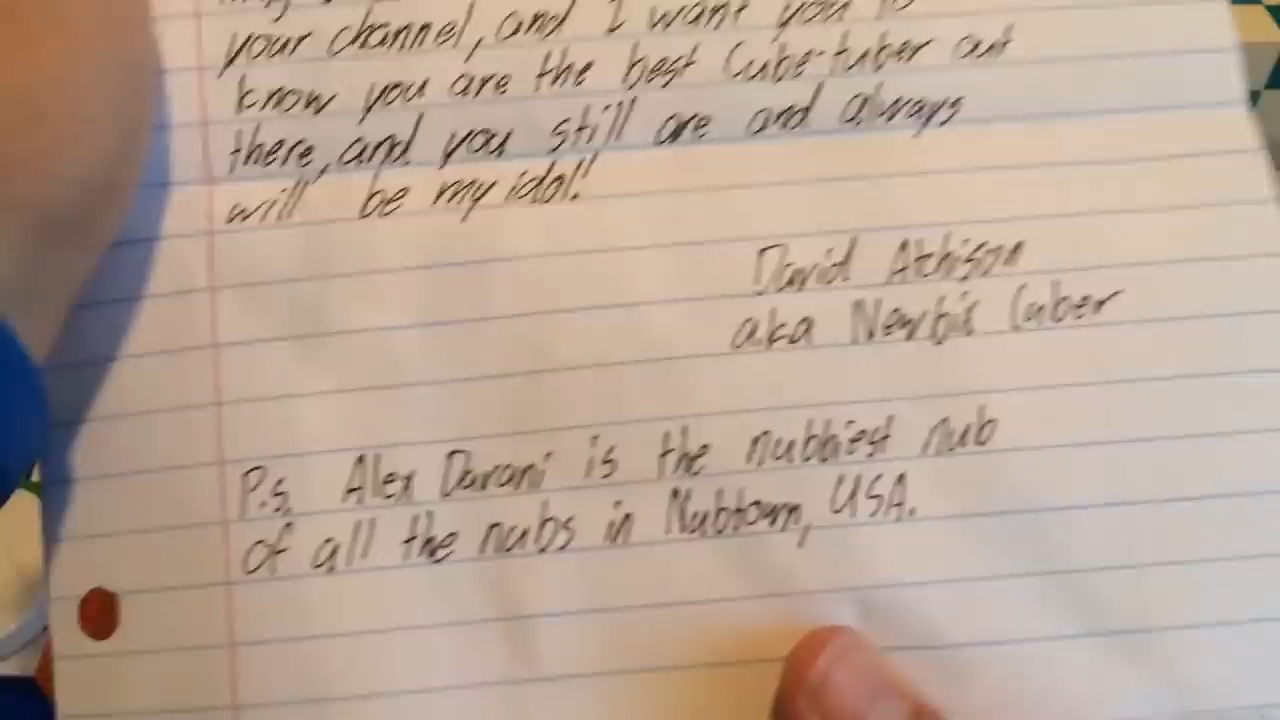 your channel, and I want you to
know you are the best Cube-tuber out
there, and you still are and always
will be my idol!
David Atchison
aka Newbie Cuber
P.s. Alex Darani is the nubbiest nub
of all the nubs in Nubtown, USA.